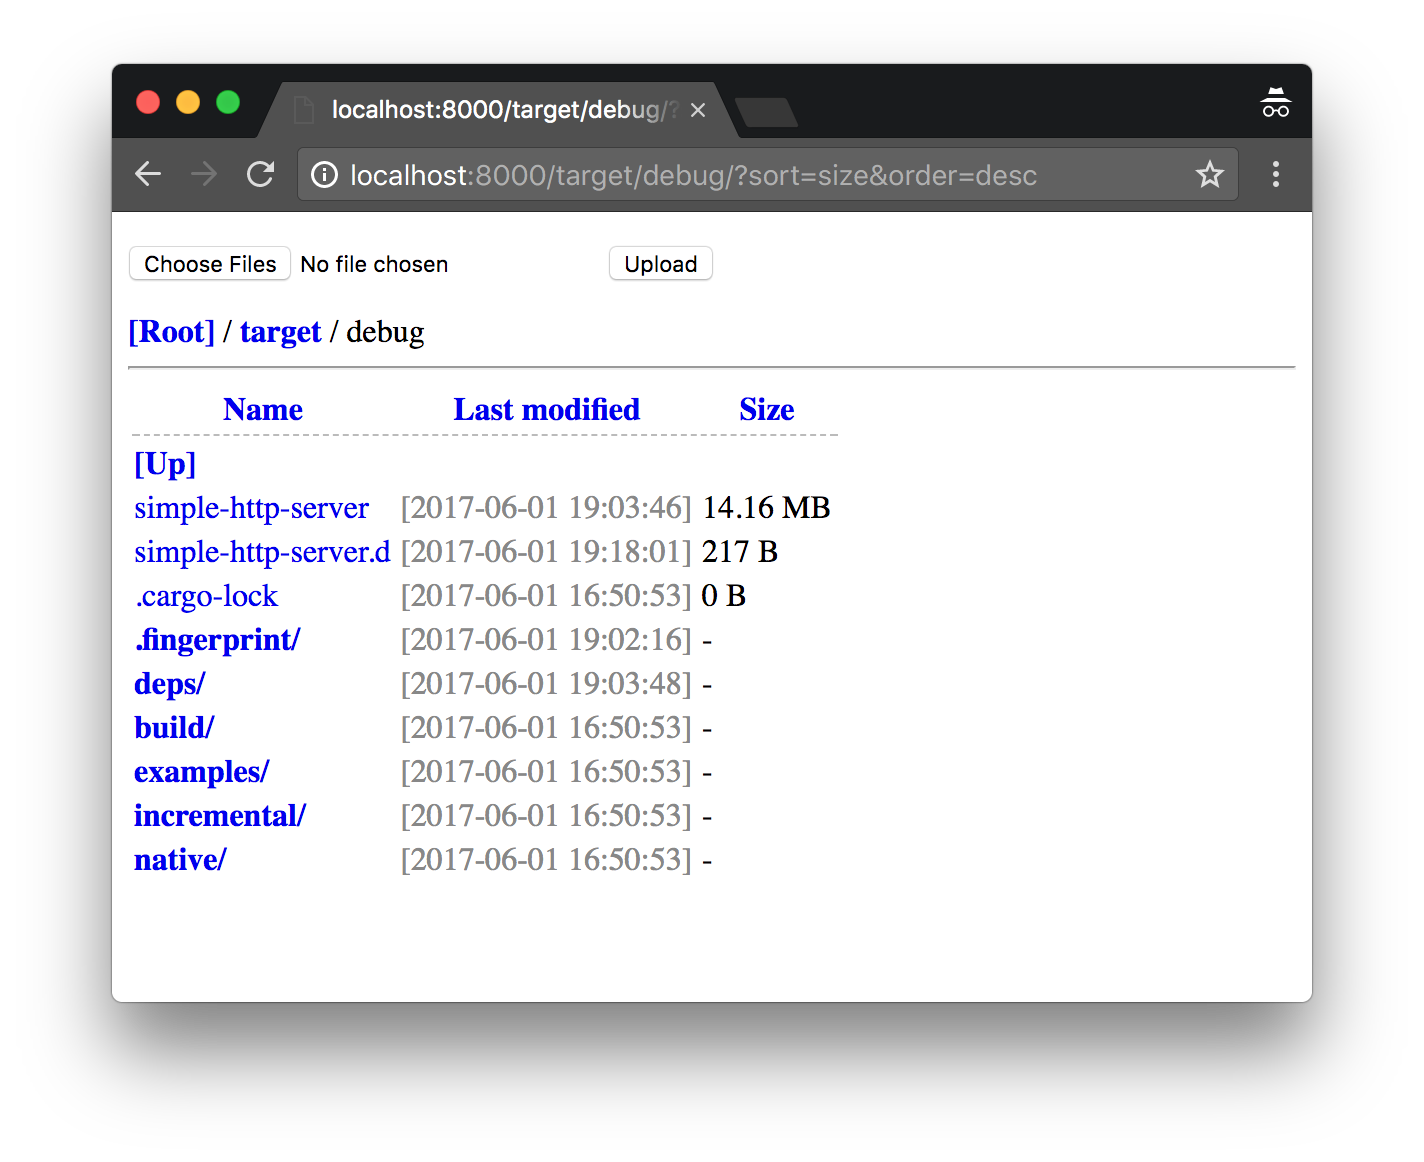 localhost:8000/target/debug/?
localhost:8000/target/debug/?sort=size&order=desc
Choose Files No file chosen Upload
[Root] / target / debug
Name Last modified Size
[Up]
simple-http-server [2017-06-01 19:03:46] 14.16 MB
simple-http-server.d [2017-06-01 19:18:01] 217 B
.cargo-lock [2017-06-01 16:50:53] 0 B
.fingerprint/ [2017-06-01 19:02:16] -
deps/ [2017-06-01 19:03:48] -
build/ [2017-06-01 16:50:53] -
examples/ [2017-06-01 16:50:53] -
incremental/ [2017-06-01 16:50:53] -
native/ [2017-06-01 16:50:53] -